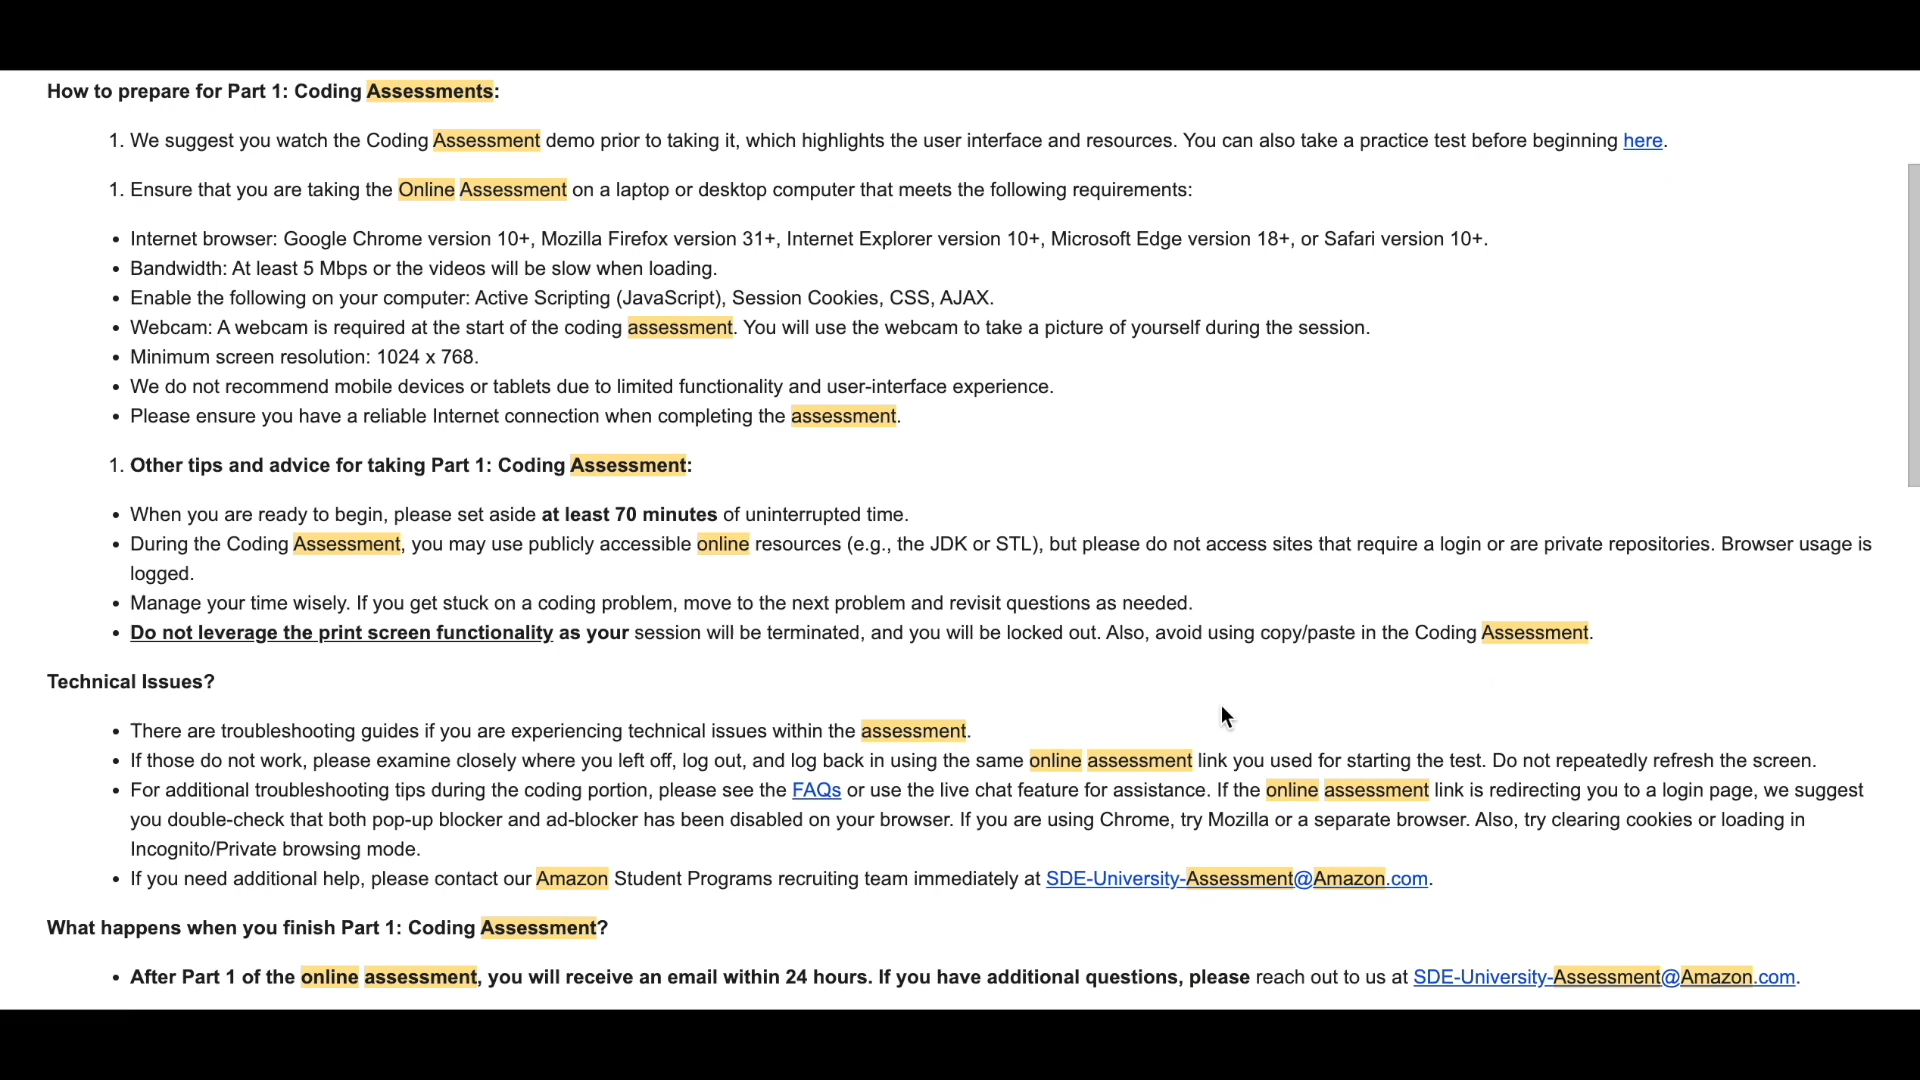 How to prepare for Part 1: Coding Assessments:
1. We suggest you watch the Coding Assessment demo prior to taking it, which highlights the user interface and resources. You can also take a practice test before beginning here.
1. Ensure that you are taking the Online Assessment on a laptop or desktop computer that meets the following requirements:
• Internet browser: Google Chrome version 10+, Mozilla Firefox version 31+, Internet Explorer version 10+, Microsoft Edge version 18+, or Safari version 10+.
• Bandwidth: At least 5 Mbps or the videos will be slow when loading.
• Enable the following on your computer: Active Scripting (JavaScript), Session Cookies, CSS, AJAX.
• Webcam: A webcam is required at the start of the coding assessment. You will use the webcam to take a picture of yourself during the session.
• Minimum screen resolution: 1024 x 768.
• We do not recommend mobile devices or tablets due to limited functionality and user-interface experience.
• Please ensure you have a reliable Internet connection when completing the assessment.
1. Other tips and advice for taking Part 1: Coding Assessment:
• When you are ready to begin, please set aside at least 70 minutes of uninterrupted time.
• During the Coding Assessment, you may use publicly accessible online resources (e.g., the JDK or STL), but please do not access sites that require a login or are private repositories. Browser usage is
logged.
• Manage your time wisely. If you get stuck on a coding problem, move to the next problem and revisit questions as needed.
• Do not leverage the print screen functionality as your session will be terminated, and you will be locked out. Also, avoid using copy/paste in the Coding Assessment.
Technical Issues?
• There are troubleshooting guides if you are experiencing technical issues within the assessment.
• If those do not work, please examine closely where you left off, log out, and log back in using the same online assessment link you used for starting the test. Do not repeatedly refresh the screen.
• For additional troubleshooting tips during the coding portion, please see the FAQs or use the live chat feature for assistance. If the online assessment link is redirecting you to a login page, we suggest
you double-check that both pop-up blocker and ad-blocker has been disabled on your browser. If you are using Chrome, try Mozilla or a separate browser. Also, try clearing cookies or loading in
Incognito/Private browsing mode.
• If you need additional help, please contact our Amazon Student Programs recruiting team immediately at SDE-University-Assessment@Amazon.com.
What happens when you finish Part 1: Coding Assessment?
• After Part 1 of the online assessment, you will receive an email within 24 hours. If you have additional questions, please reach out to us at SDE-University-Assessment@Amazon.com.